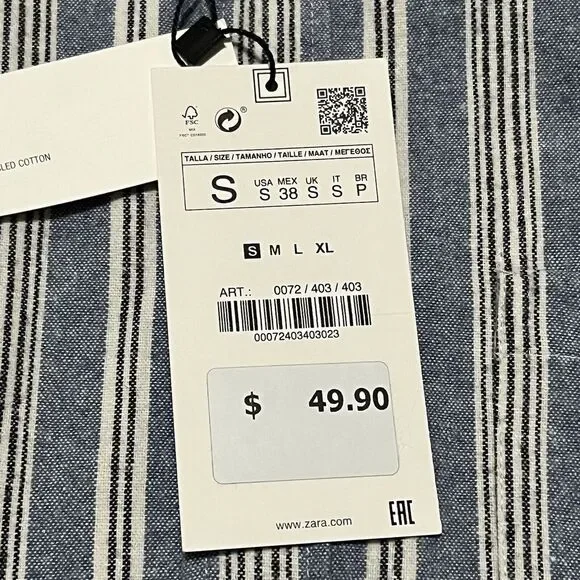 LED COTTON
FSC
MIX
®
TALLA / SIZE / TAMANHO / TAILLE / MAAT / ΜΕΓΕΘΟΣ
S
USA MEX UK IT BR
S 38 S S P
S M L XL
ART.: 0072 / 403 / 403
00072403403023
$ 49.90
www.zara.com
EAC